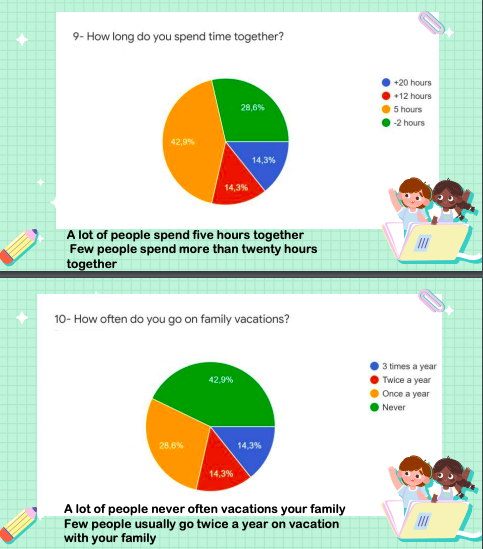 9- How long do you spend time together?
+20 hours
+12 hours
5 hours
-2 hours
28,6%
42,9%
14,3%
14,3%
A lot of people spend five hours together
Few people spend more than twenty hours
together
10- How often do you go on family vacations?
3 times a year
Twice a year
Once a year
Never
42,9%
28,6%
14,3%
14,3%
A lot of people never often vacations your family
Few people usually go twice a year on vacation
with your family